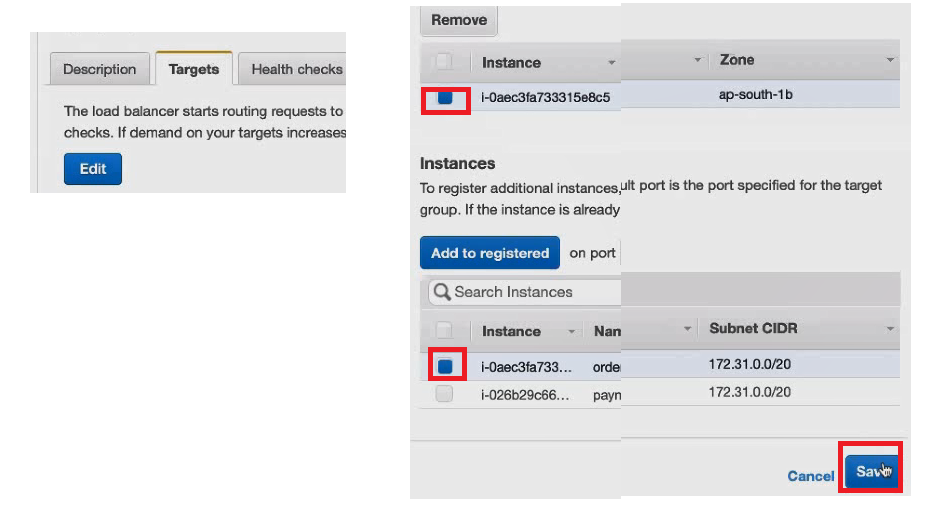 Description Targets Health checks
The load balancer starts routing requests to
checks. If demand on your targets increases
Edit
Remove
Instance Zone
i-0aec3fa733315e8c5 ap-south-1b
Instances
To register additional instances, ult port is the port specified for the target
group. If the instance is already
Add to registered on port
Search Instances
Instance Nan Subnet CIDR
i-0aec3fa733... order 172.31.0.0/20
i-026b29c66... payn 172.31.0.0/20
Cancel Save